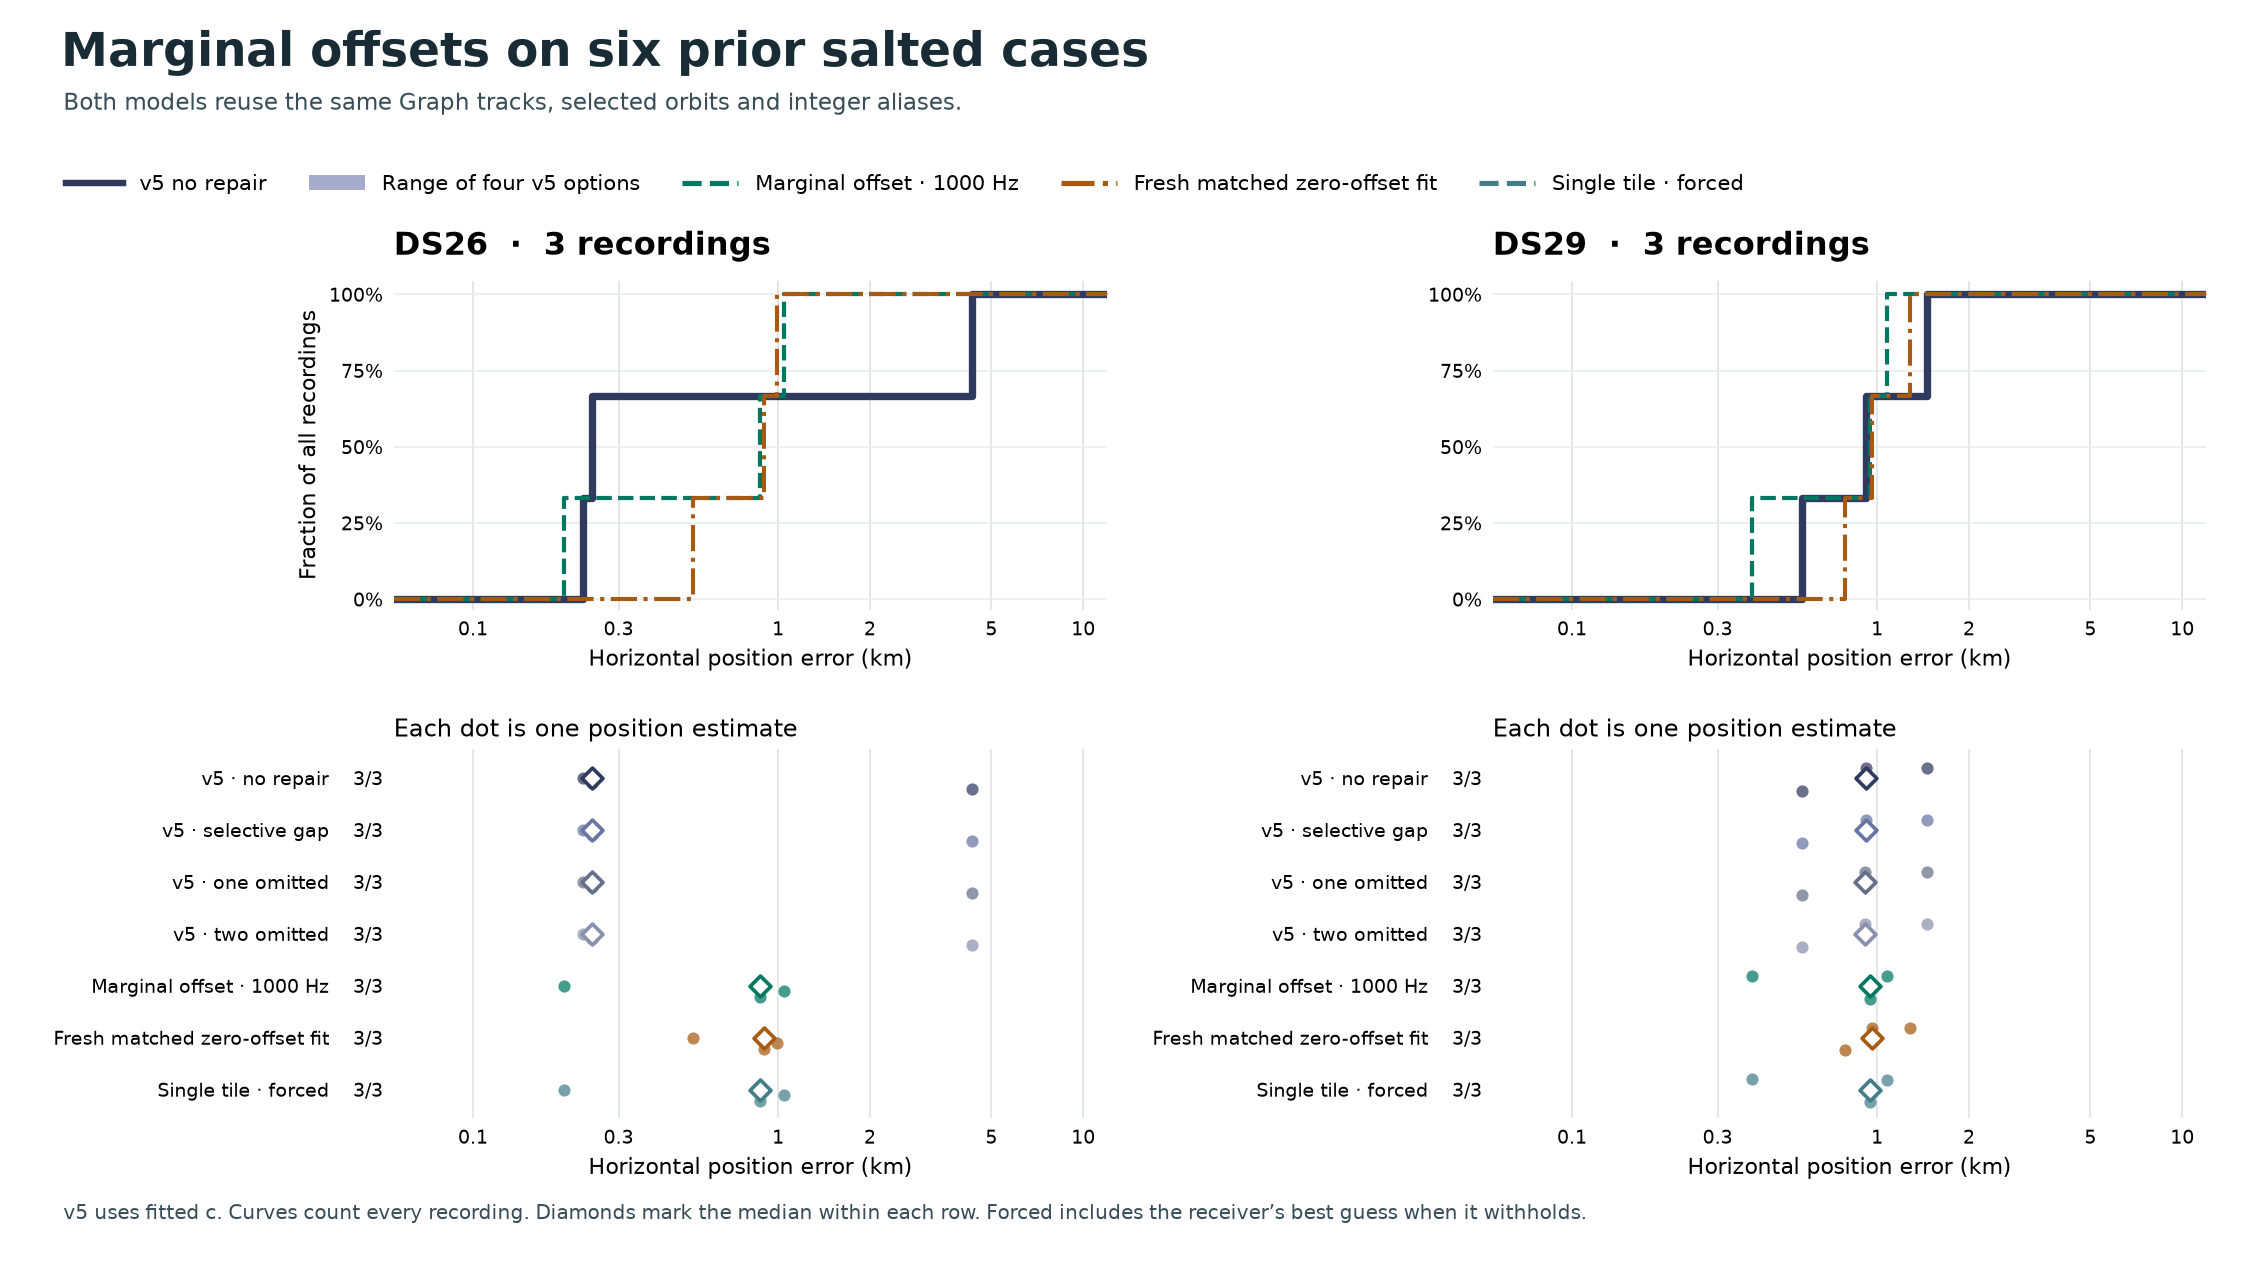 Marginal offsets on six prior salted cases
Both models reuse the same Graph tracks, selected orbits and integer aliases.
v5 no repair
Range of four v5 options
Marginal offset · 1000 Hz
Fresh matched zero-offset fit
Single tile · forced
DS26 · 3 recordings
Fraction of all recordings
100%
75%
50%
25%
0%
0.1 0.3 1 2 5 10
Horizontal position error (km)
DS29 · 3 recordings
100%
75%
50%
25%
0%
0.1 0.3 1 2 5 10
Horizontal position error (km)
Each dot is one position estimate
v5 · no repair 3/3
v5 · selective gap 3/3
v5 · one omitted 3/3
v5 · two omitted 3/3
Marginal offset · 1000 Hz 3/3
Fresh matched zero-offset fit 3/3
Single tile · forced 3/3
0.1 0.3 1 2 5 10
Horizontal position error (km)
Each dot is one position estimate
v5 · no repair 3/3
v5 · selective gap 3/3
v5 · one omitted 3/3
v5 · two omitted 3/3
Marginal offset · 1000 Hz 3/3
Fresh matched zero-offset fit 3/3
Single tile · forced 3/3
0.1 0.3 1 2 5 10
Horizontal position error (km)
v5 uses fitted c. Curves count every recording. Diamonds mark the median within each row. Forced includes the receiver’s best guess when it withholds.